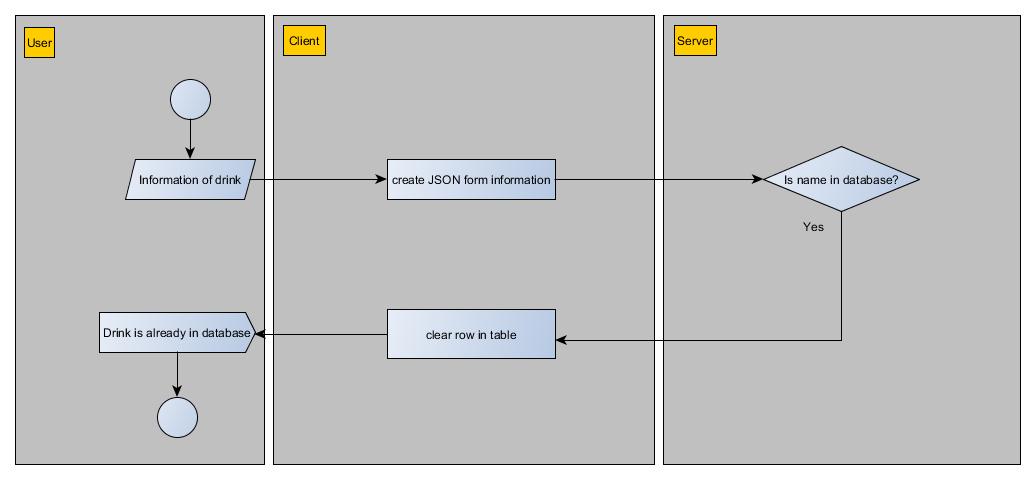 User
Client
Server
Information of drink
create JSON form information
Is name in database?
Yes
Drink is already in database
clear row in table